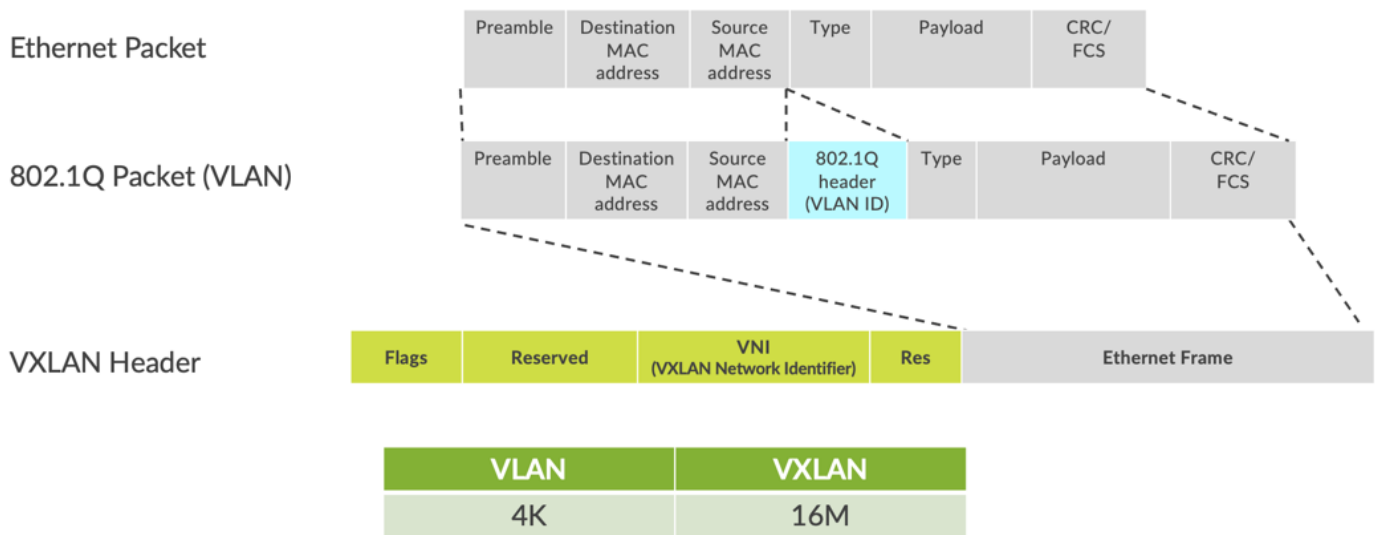 Ethernet Packet
Preamble
Destination
MAC
address
Source
MAC
address
Type
Payload
CRC/
FCS
802.1Q Packet (VLAN)
Preamble
Destination
MAC
address
Source
MAC
address
802.1Q
header
(VLAN ID)
Type
Payload
CRC/
FCS
VXLAN Header
Flags
Reserved
VNI
(VXLAN Network Identifier)
Res
Ethernet Frame
VLAN
VXLAN
4K
16M